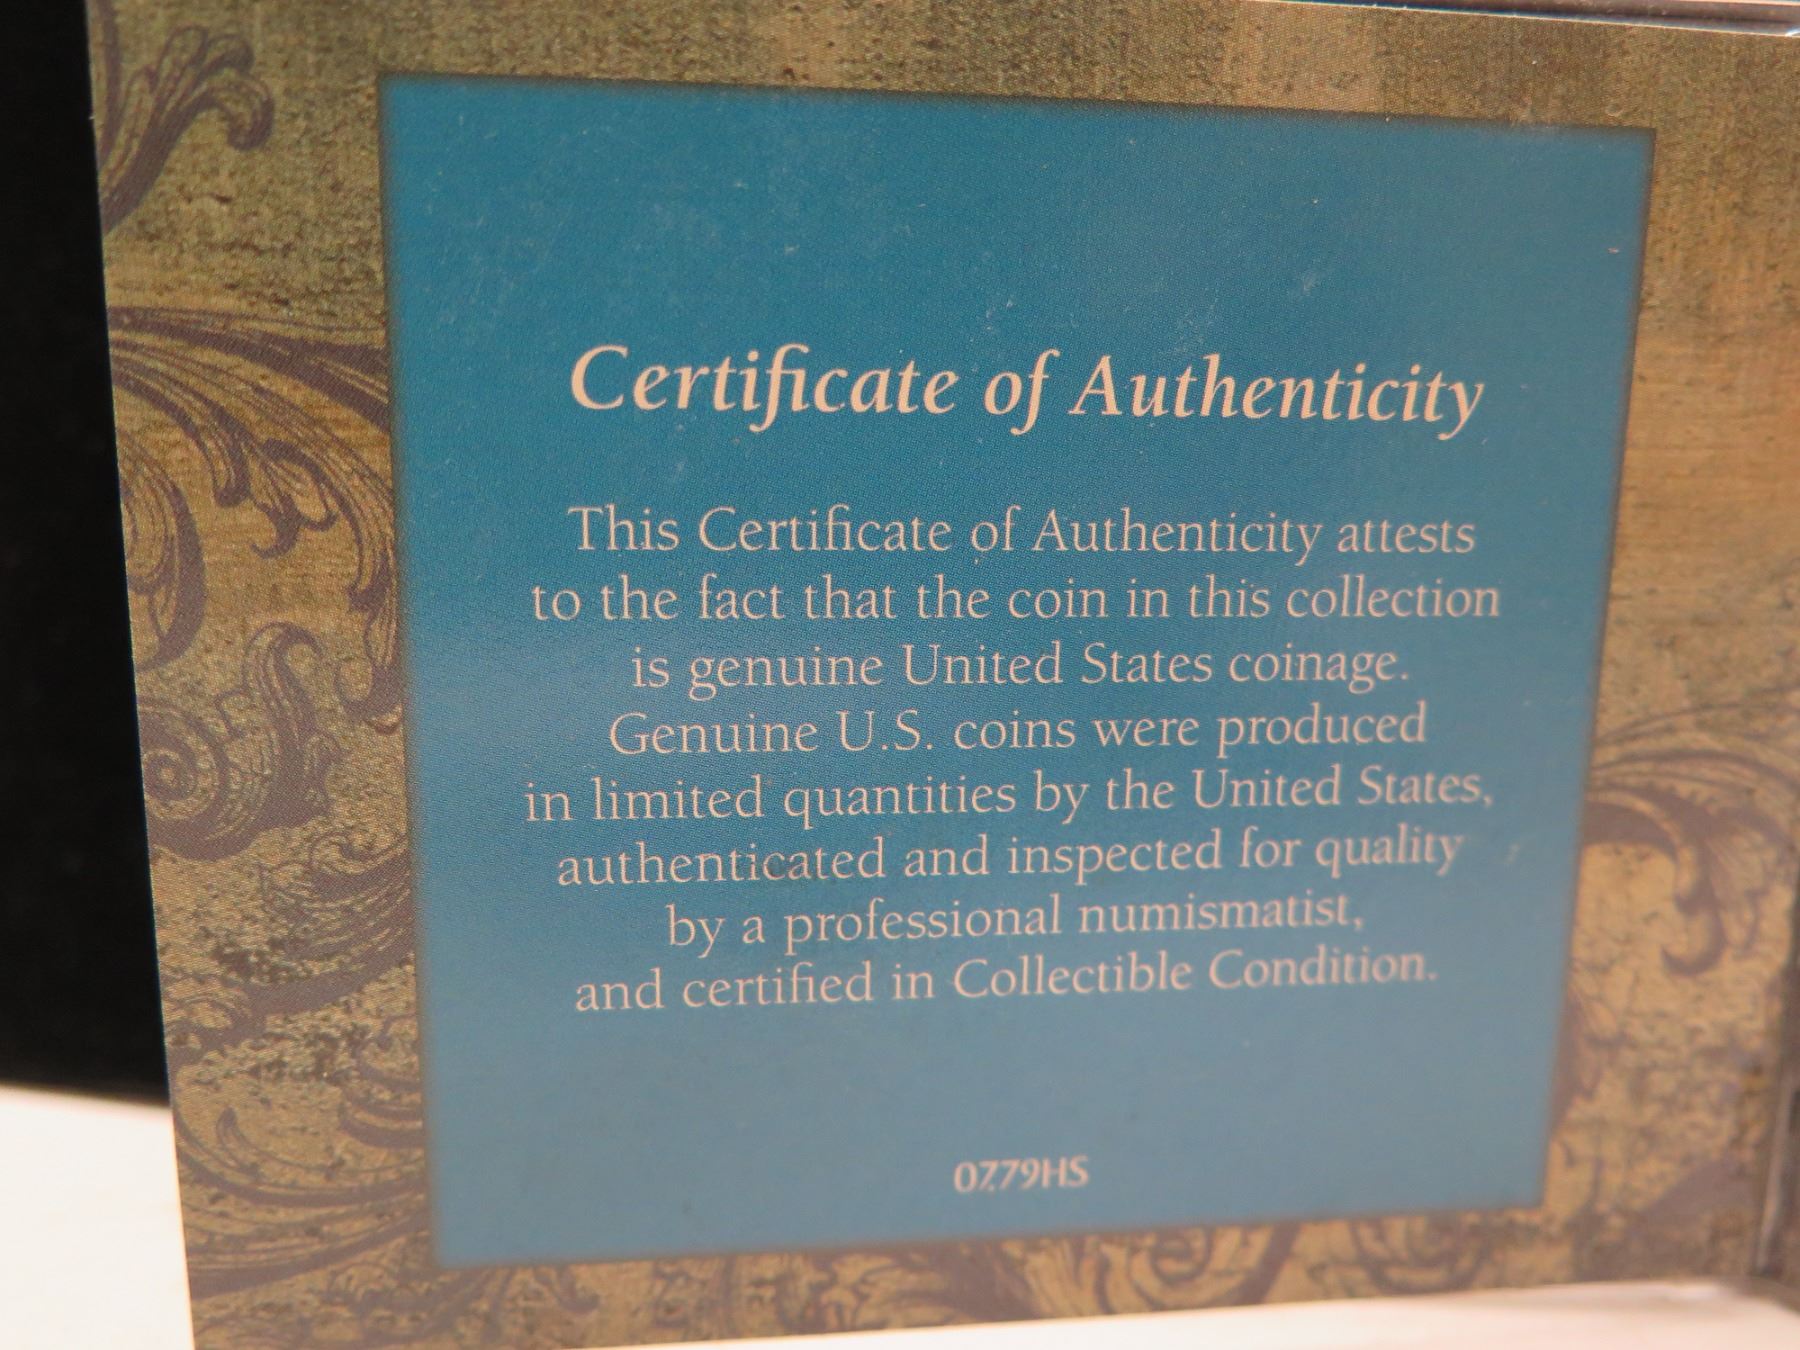 Certificate of Authenticity
This Certificate of Authenticity attests
to the fact that the coin in this collection
is genuine United States coinage.
Genuine U.S. coins were produced
in limited quantities by the United States,
authenticated and inspected for quality
by a professional numismatist,
and certified in Collectible Condition.
0779HS